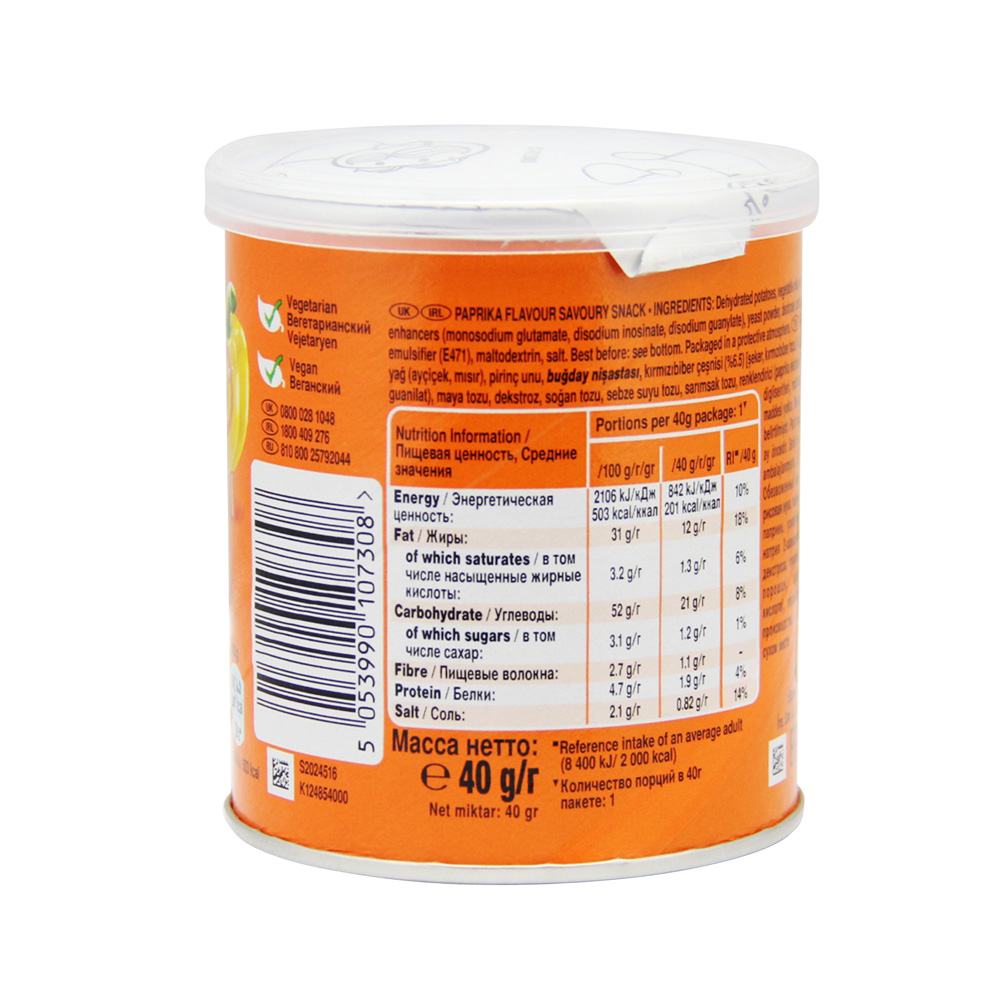 Vegetarian
Вегетарианский
Vejetaryen
Vegan
Веганский
UK 0800 028 1048
IRL 1800 409 276
RU 810 800 25792044
UK IRL PAPRIKA FLAVOUR SAVOURY SNACK • INGREDIENTS: Dehydrated potatoes, vegetable
enhancers (monosodium glutamate, disodium inosinate, disodium guanylate), yeast powder,
emulsifier (E471), maltodextrin, salt. Best before: see bottom. Packaged in a protective atmosphere.
yağ (ayçiçek, mısır), pirinç unu, buğday nişastası, kırmızıbiber çeşnisi (%6.5) [şeker, kırmızıbiber
guanilat), maya tozu, dekstroz, soğan tozu, sebze suyu tozu, sarımsak tozu, renklendirici (paprika
Nutrition Information /
Пищевая ценность, Средние
значения
Portions per 40g package: 1▼
/100 g/г/gr /40 g/г/gr RI■ /40 g
Energy / Энергетическая
ценность:
2106 kJ/кДж 842 kJ/кДж 10%
503 kcal/ккал 201 kcal/ккал
Fat / Жиры: 31 g/г 12 g/г 18%
of which saturates / в том
числе насыщенные жирные
кислоты:
3.2 g/г 1.3 g/г 6%
Carbohydrate / Углеводы: 52 g/г 21 g/г 8%
of which sugars / в том
числе сахар:
3.1 g/г 1.2 g/г 1%
Fibre / Пищевые волокна: 2.7 g/г 1.1 g/г -
Protein / Белки: 4.7 g/г 1.9 g/г 4%
Salt / Соль: 2.1 g/г 0.82 g/г 14%
5 053990 107308 >
Масса нетто:
℮ 40 g/г
Net miktar: 40 gr
■Reference intake of an average adult
(8 400 kJ/ 2 000 kcal)
▼Количество порций в 40г
пакете: 1
S2024516
K124854000